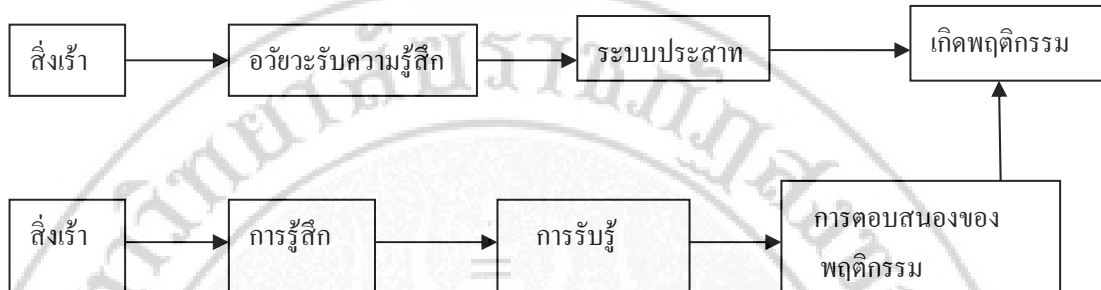 สิ่งเร้า
อวัยวะรับความรู้สึก
ระบบประสาท
เกิดพฤติกรรม
สิ่งเร้า
การรู้สึก
การรับรู้
การตอบสนองของ
พฤติกรรม